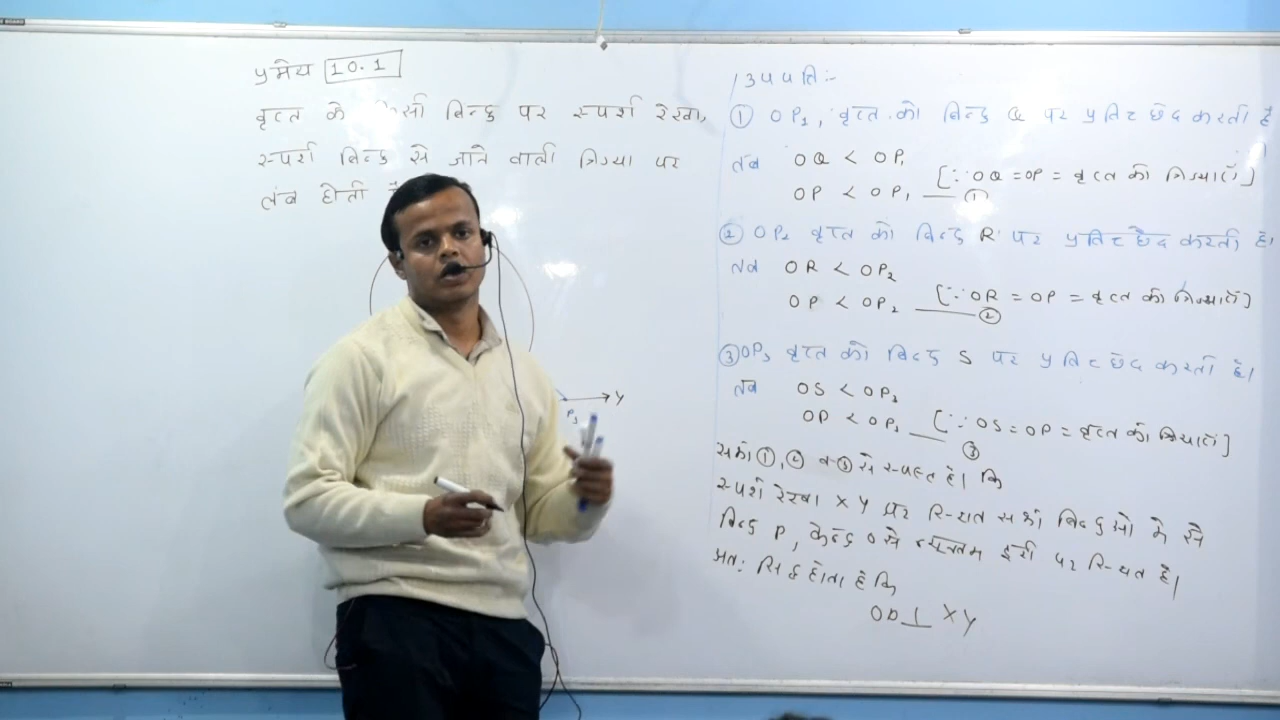 प्रमेय 10.1
वृत्त के किसी बिन्दु पर स्पर्श रेखा,
स्पर्श बिन्दु से जाने वाली त्रिज्या पर
लंब होती
Y
P₃
उपपत्ति:-
① OP₁, वृत्त को बिन्दु Q पर प्रतिच्छेद करती है
तब OQ < OP₁
OP < OP₁ — ① [∵ OQ = OP = वृत्त की त्रिज्याएँ]
② OP₂ वृत्त को बिन्दु R पर प्रतिच्छेद करती है।
तब OR < OP₂
OP < OP₂ — ② [∵ OR = OP = वृत्त की त्रिज्याएँ]
③ OP₃ वृत्त को बिन्दु S पर प्रतिच्छेद करती है।
तब OS < OP₃
OP < OP₃ — ③ [∵ OS = OP = वृत्त की त्रिज्याएँ]
समी ①, ② व ③ से स्पष्ट है। कि
स्पर्श रेखा XY पर स्थित सभी बिन्दुओं में से
बिन्दु P, केन्द्र O से न्यूनतम दूरी पर स्थित है।
अतः सिद्ध होता है कि
OP ⊥ XY